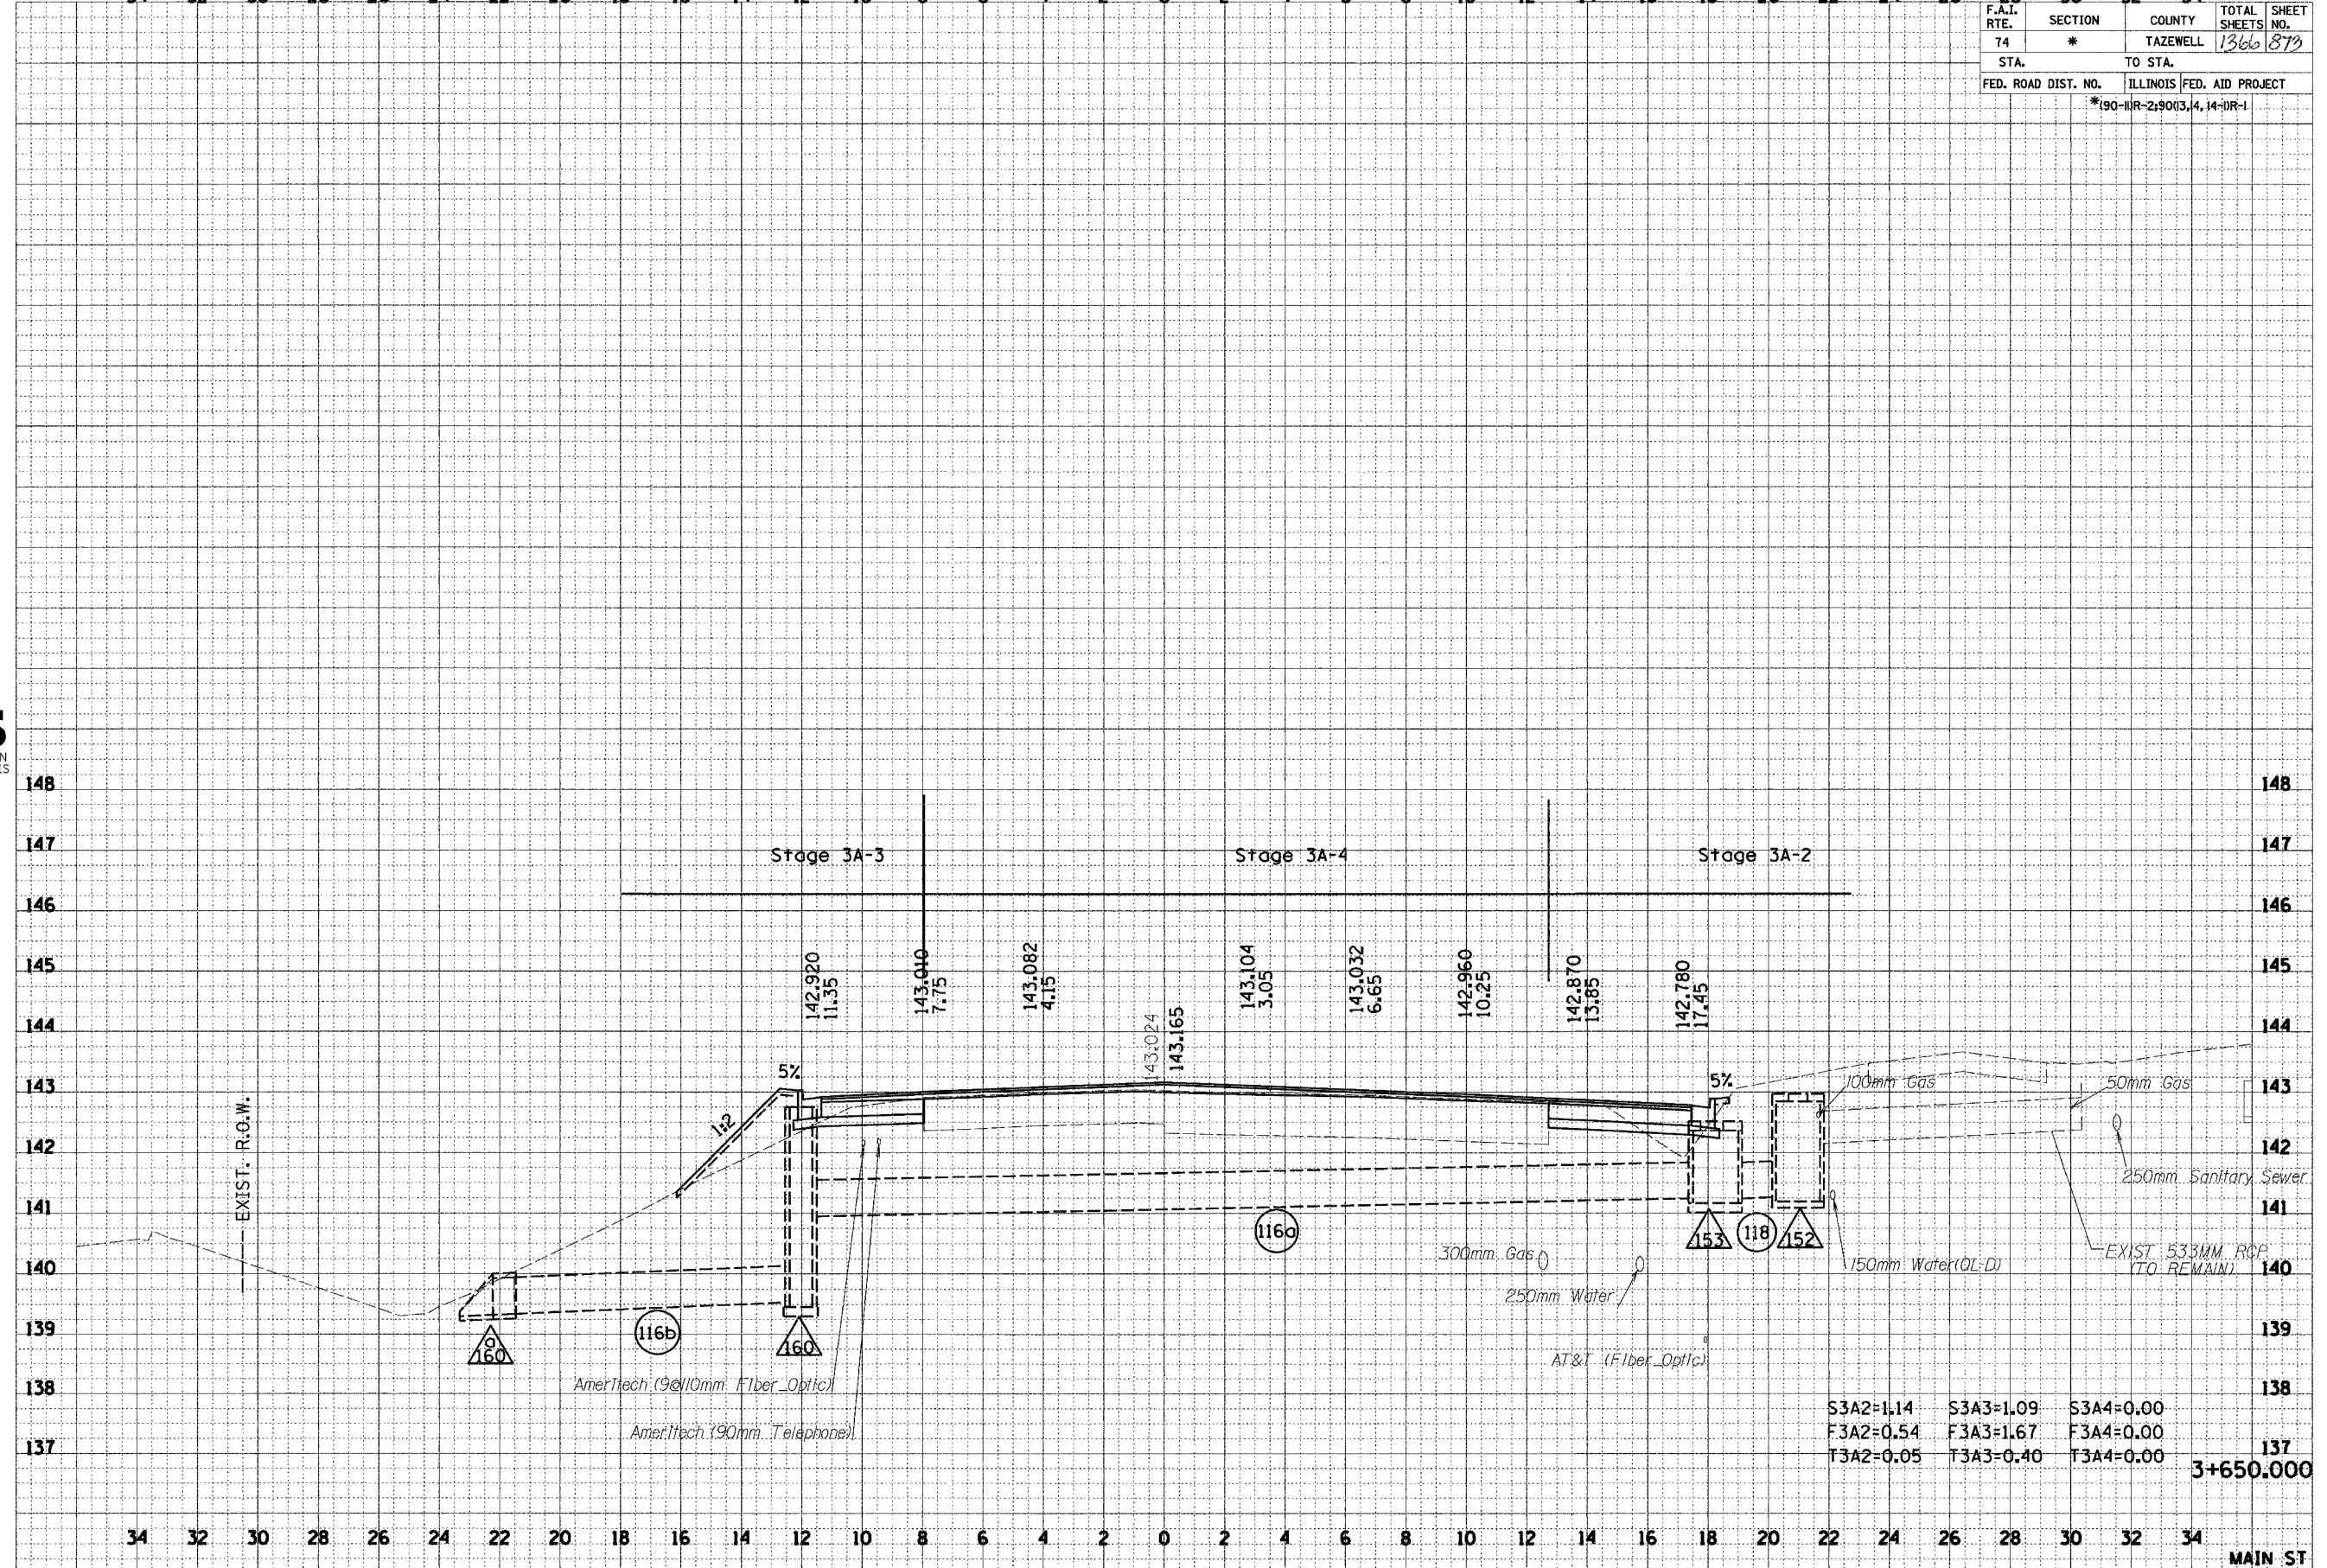 F.A.I. RTE. SECTION COUNTY TOTAL SHEETS SHEET NO.
74 * TAZEWELL 1366 873
STA. TO STA.
FED. ROAD DIST. NO. ILLINOIS FED. AID PROJECT
148 148
147 147
Stage 3A-3 Stage 3A-4 Stage 3A-2
146 146
145 145
142.920 11.35
143.010 7.75
143.082 4.15
143.024
143.165
143.104 3.05
143.032 6.65
142.960 10.25
142.870 13.85
142.780 17.45
144 144
5% 5%
143 100mm Gas 50mm Gas 143
1:2
EXIST. R.O.W.
142 142
250mm Sanitary Sewer
141 141
116a 153 118 152
300mm Gas
EXIST 533MM RCP
(TO REMAIN)
150mm Water(QL-D)
140 140
250mm Water
139 139
a 160 116b 160
AT&T (Fiber_Optic)
Ameritech (9@110mm Fiber_Optic)
138 138
S3A2=1.14 S3A3=1.09 S3A4=0.00
F3A2=0.54 F3A3=1.67 F3A4=0.00
Ameritech (90mm Telephone)
137 137
T3A2=0.05 T3A3=0.40 T3A4=0.00
3+650.000
34 32 30 28 26 24 22 20 18 16 14 12 10 8 6 4 2 0 2 4 6 8 10 12 14 16 18 20 22 24 26 28 30 32 34
MAIN ST